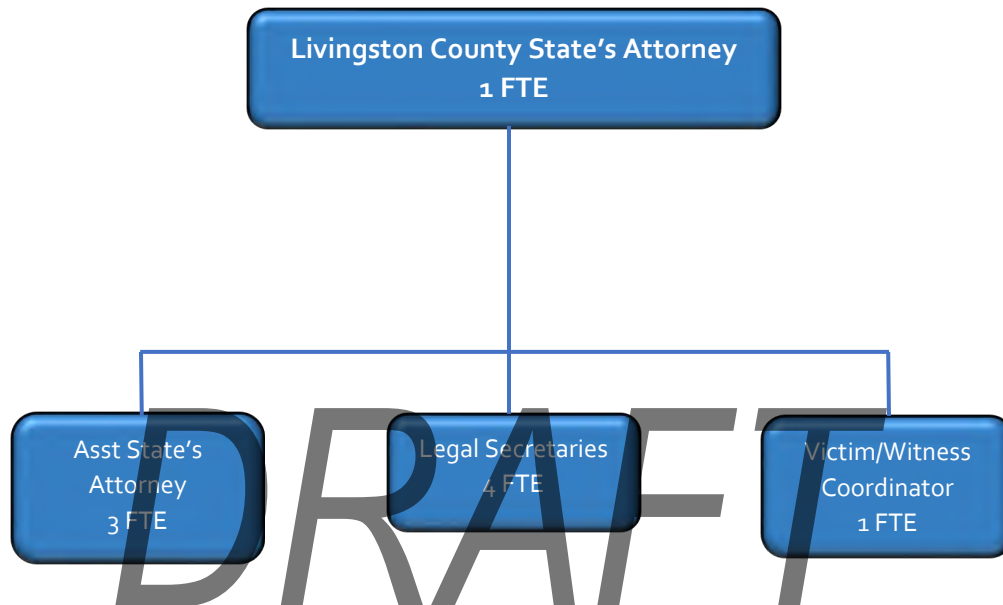 Livingston County State’s Attorney
1 FTE
Asst State’s
Attorney
3 FTE
Legal Secretaries
4 FTE
Victim/Witness
Coordinator
1 FTE
DRAFT